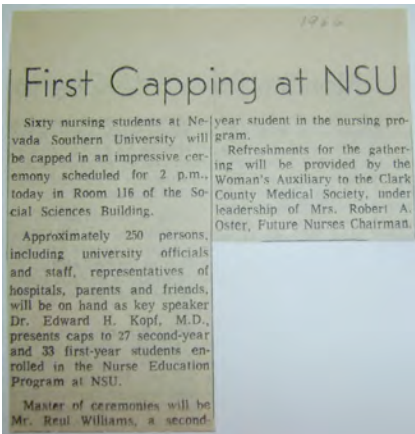 1966
First Capping at NSU
Sixty nursing students at Ne-
vada Southern University will
be capped in an impressive cer-
emony scheduled for 2 p.m.,
today in Room 116 of the So-
cial Sciences Building.
Approximately 250 persons,
including university officials
and staff, representatives of
hospitals, parents and friends,
will be on hand as key speaker
Dr. Edward H. Kopf, M.D.,
presents caps to 27 second-year
and 33 first-year students en-
rolled in the Nurse Education
Program at NSU.
Master of ceremonies will be
Mr. Reul Williams, a second-
year student in the nursing pro-
gram.
Refreshments for the gather-
ing will be provided by the
Woman's Auxiliary to the Clark
County Medical Society, under
leadership of Mrs. Robert A.
Oster, Future Nurses Chairman.